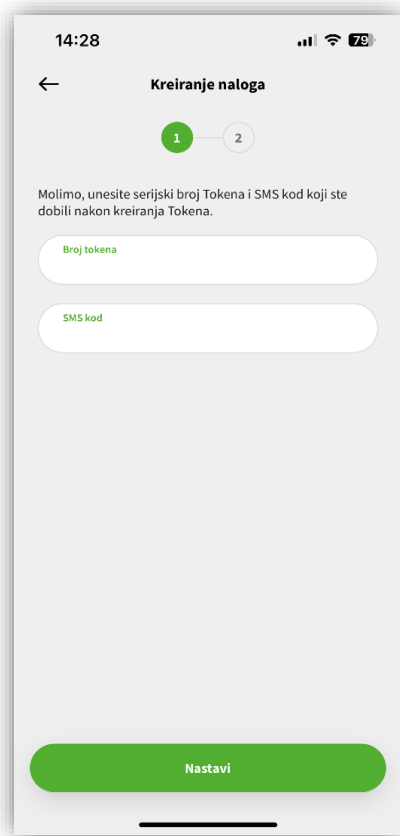 14:28
79
Kreiranje naloga
1
2
Molimo, unesite serijski broj Tokena i SMS kod koji ste
dobili nakon kreiranja Tokena.
Broj tokena
SMS kod
Nastavi